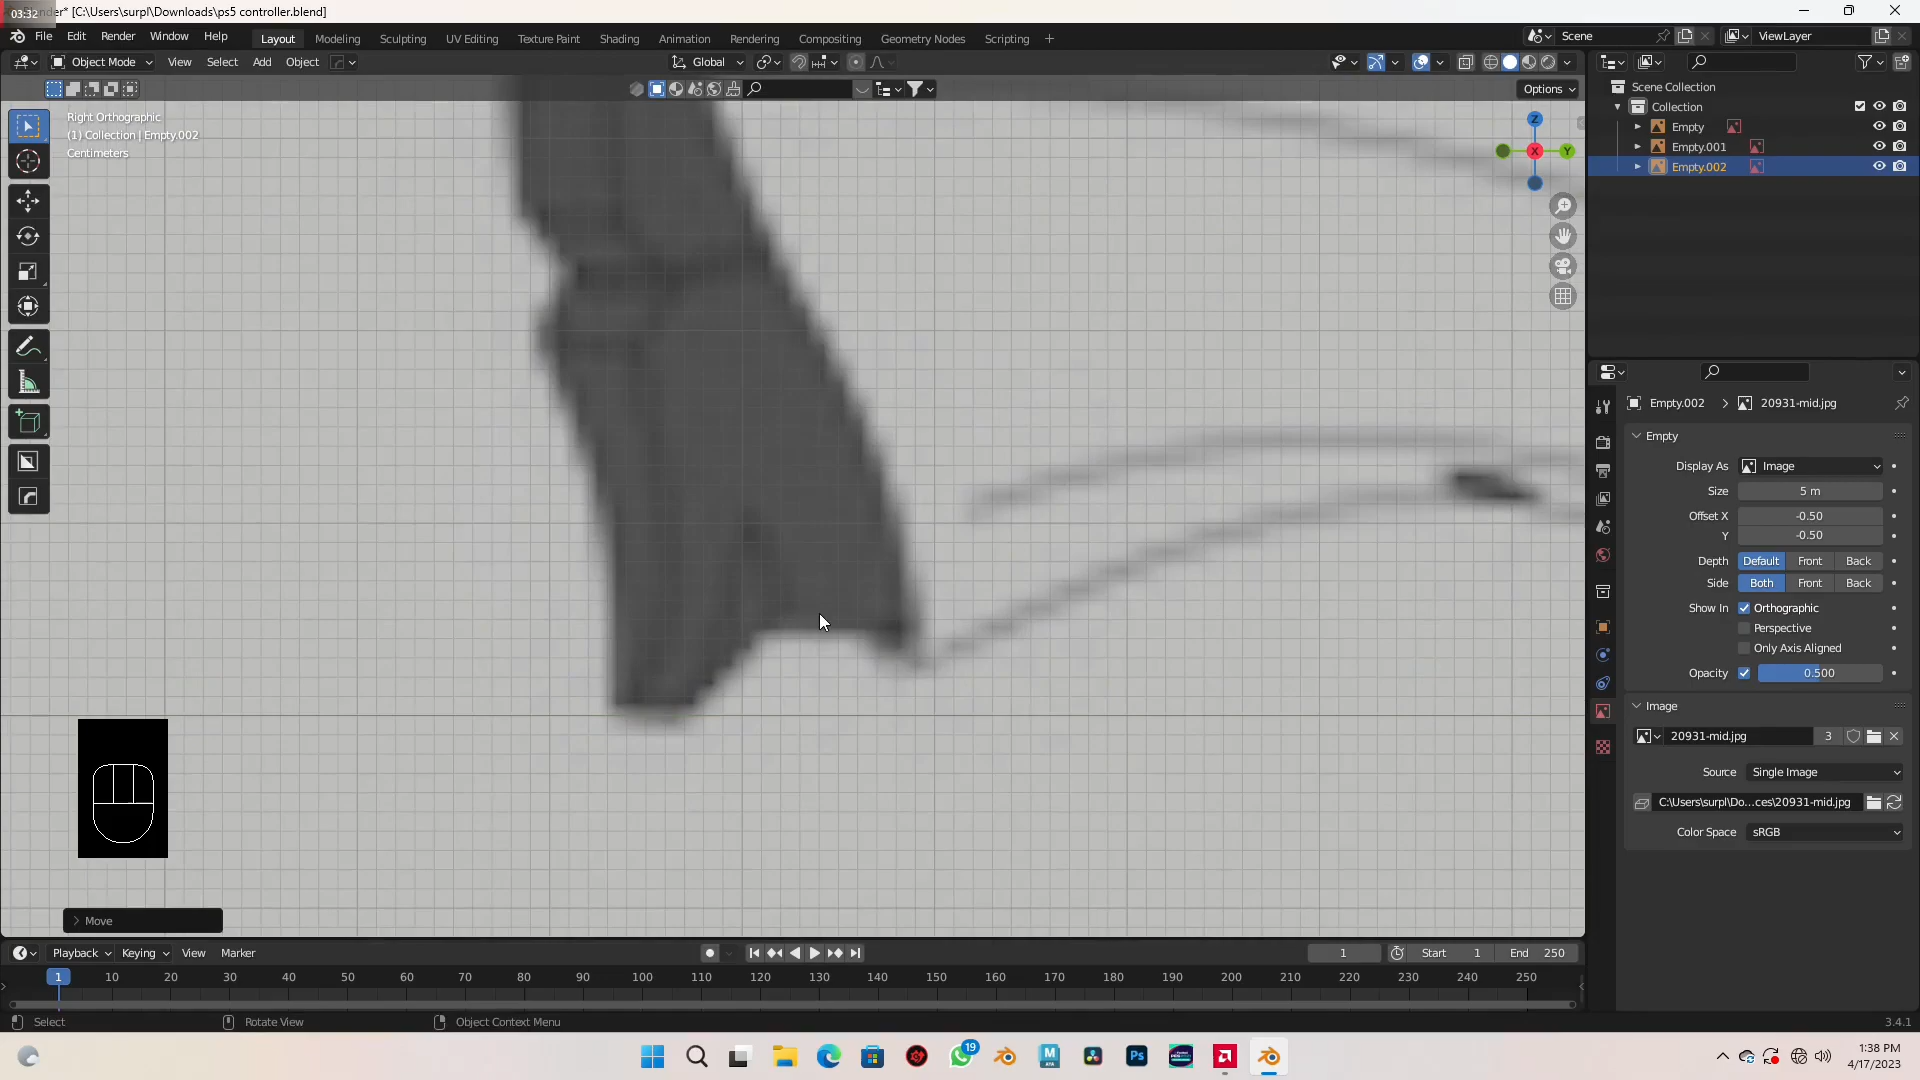 03:32
nder* [C:\Users\surpl\Downloads\ps5 controller.blend]
File Edit Render Window Help
Layout Modeling Sculpting UV Editing Texture Paint Shading Animation Rendering Compositing Geometry Nodes Scripting +
Scene ViewLayer
Object Mode View Select Add Object Global
Options
Right Orthographic
(1) Collection | Empty.002
Centimeters
Z
X
Y
Scene Collection
Collection
Empty
Empty.001
Empty.002
Empty.002 > 20931-mid.jpg
Empty
Display As Image
Size 5 m
Offset X -0.50
Y -0.50
Depth Default Front Back
Side Both Front Back
Show In Orthographic
Perspective
Only Axis Aligned
Opacity 0.500
Image
20931-mid.jpg 3
Source Single Image
C:\Users\surpl\Do...ces\20931-mid.jpg
Color Space sRGB
> Move
Playback Keying View Marker
1 Start 1 End 250
1 10 20 30 40 50 60 70 80 90 100 110 120 130 140 150 160 170 180 190 200 210 220 230 240 250
Select Rotate View Object Context Menu 3.4.1
19
1:38 PM
4/17/2023